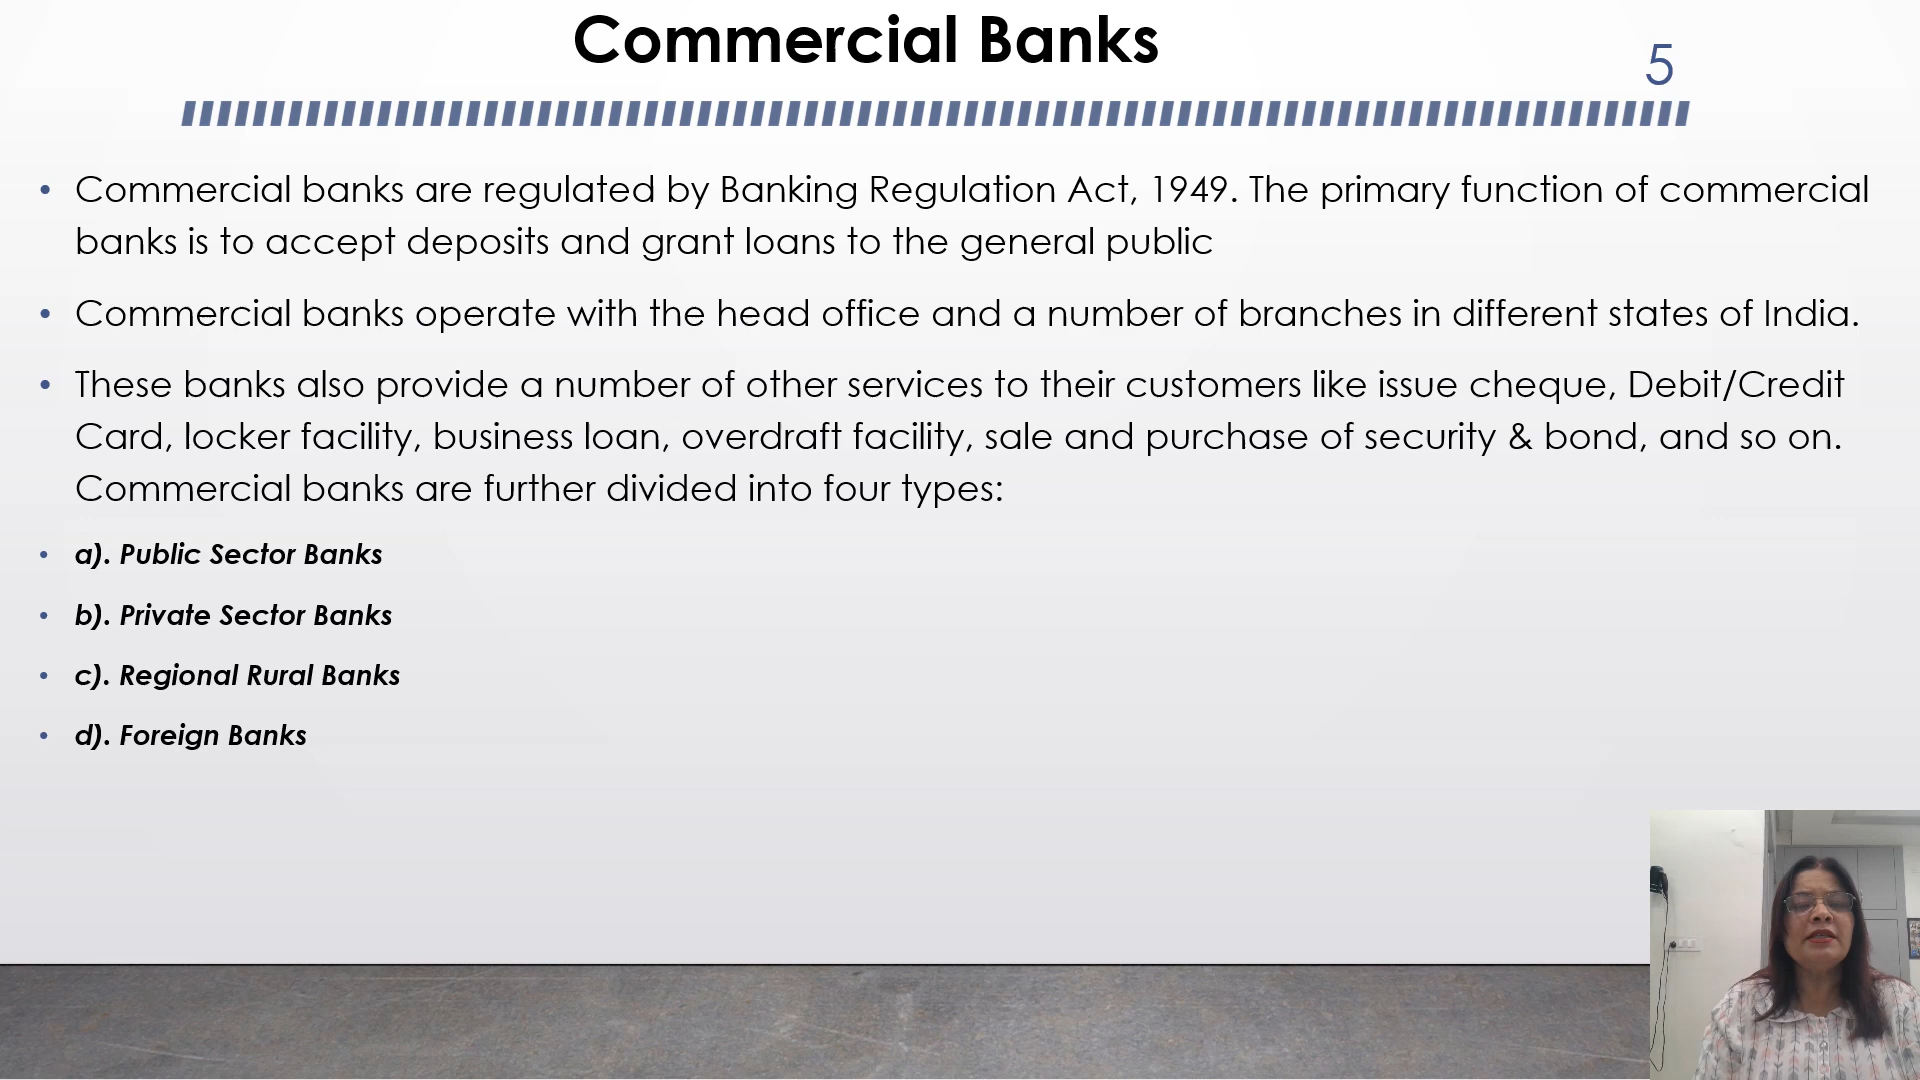 Commercial Banks
5
• Commercial banks are regulated by Banking Regulation Act, 1949. The primary function of commercial
banks is to accept deposits and grant loans to the general public
• Commercial banks operate with the head office and a number of branches in different states of India.
• These banks also provide a number of other services to their customers like issue cheque, Debit/Credit
Card, locker facility, business loan, overdraft facility, sale and purchase of security & bond, and so on.
Commercial banks are further divided into four types:
• a). Public Sector Banks
• b). Private Sector Banks
• c). Regional Rural Banks
• d). Foreign Banks